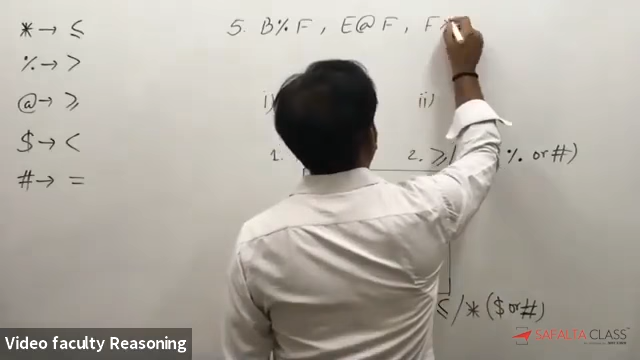 * → ≤
% → >
@ → ≥
$ → <
# → =
5. B % F , E @ F , F
i)
ii)
1.
2. ≥/
% or #)
≤ / * ($ or #)
SAFALTA CLASS
Video faculty Reasoning